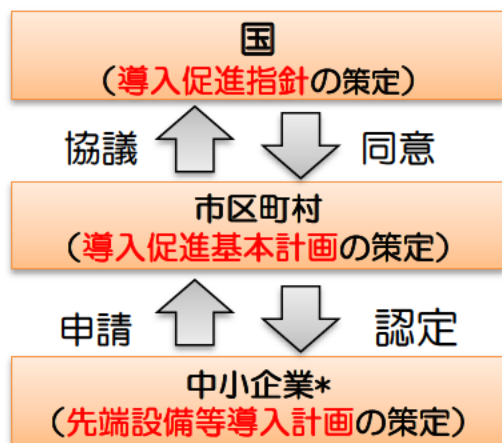 国
（導入促進指針の策定）
協議
同意
市区町村
（導入促進基本計画の策定）
申請
認定
中小企業*
（先端設備等導入計画の策定）